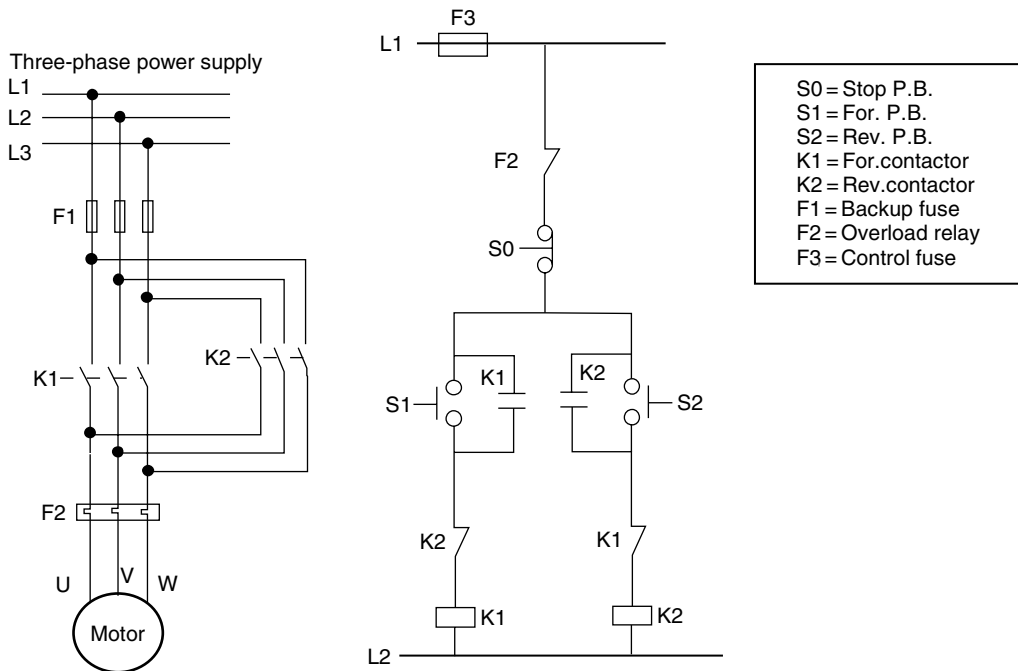 Three-phase power supply
L1
L2
L3
F1
K1
K2
F2
U
V
W
Motor
L1
F3
F2
S0
S1
K1
K2
S2
K2
K1
K1
K2
L2
S0 = Stop P.B.
S1 = For. P.B.
S2 = Rev. P.B.
K1 = For.contactor
K2 = Rev.contactor
F1 = Backup fuse
F2 = Overload relay
F3 = Control fuse